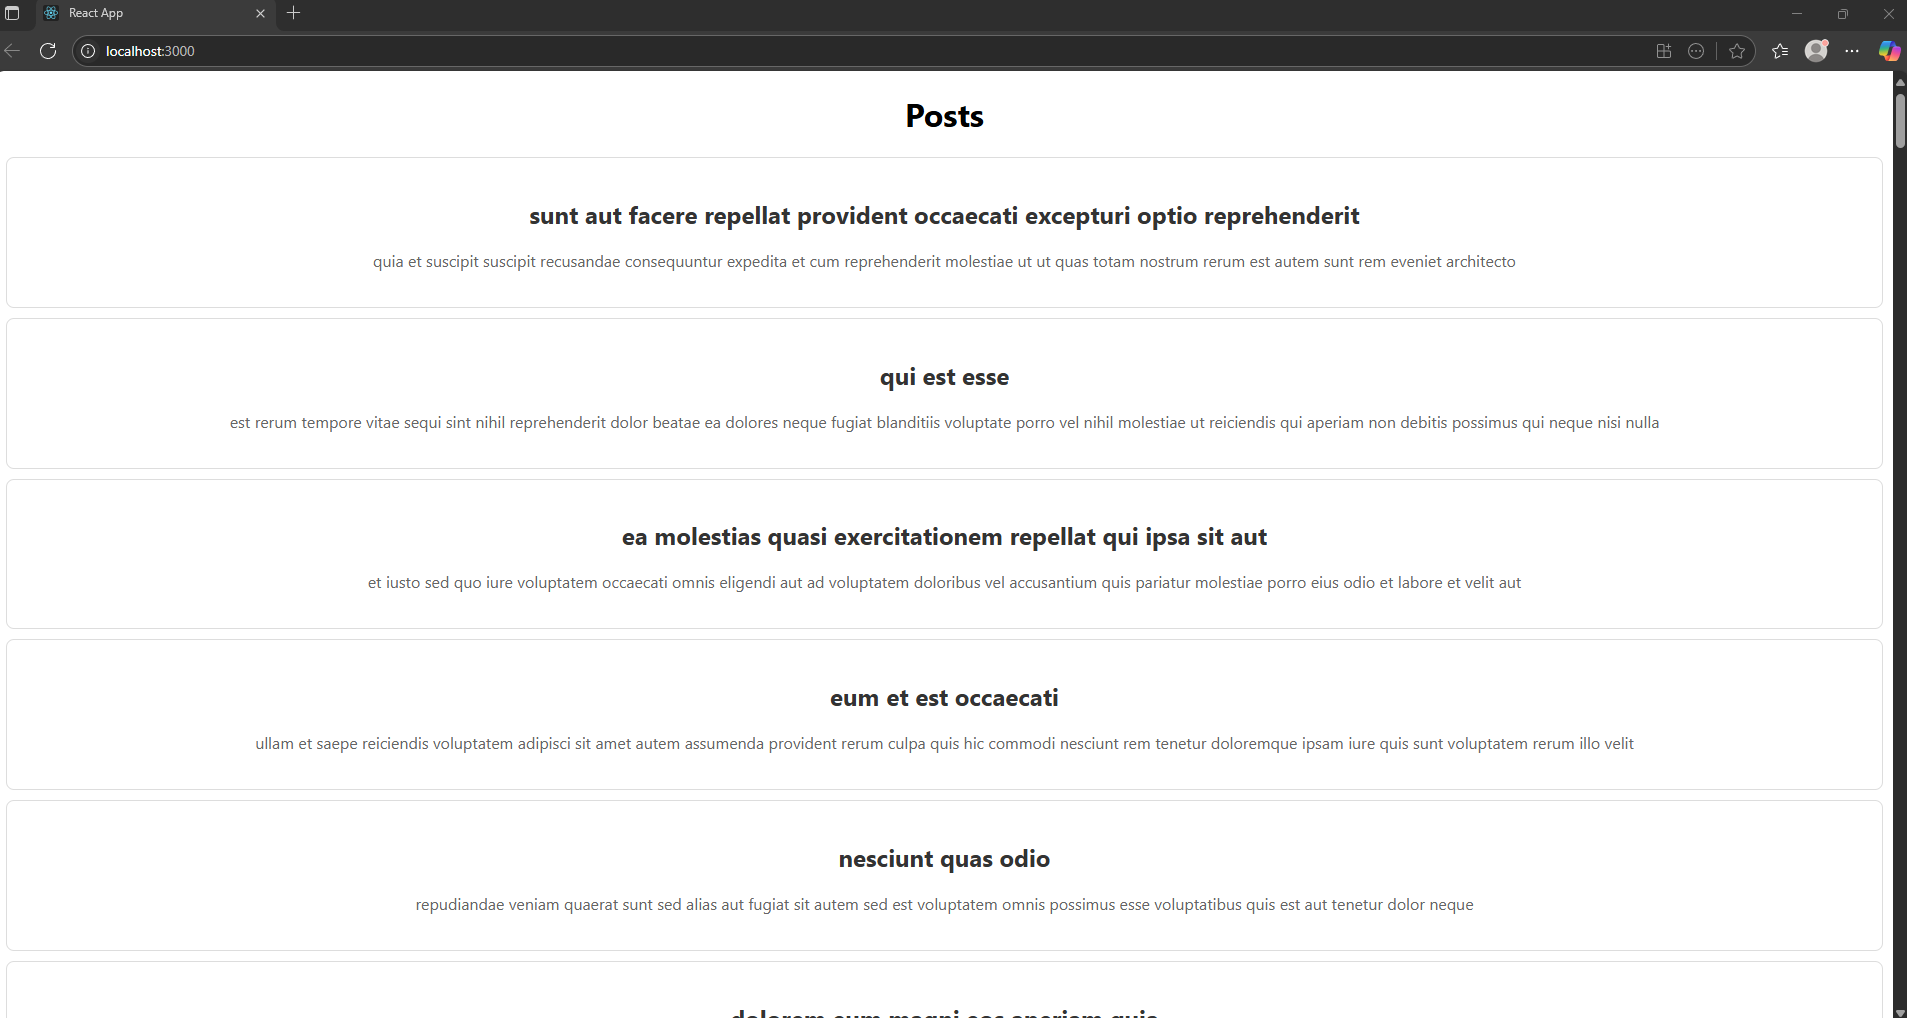 React App
localhost:3000
Posts
sunt aut facere repellat provident occaecati excepturi optio reprehenderit
quia et suscipit suscipit recusandae consequuntur expedita et cum reprehenderit molestiae ut ut quas totam nostrum rerum est autem sunt rem eveniet architecto
qui est esse
est rerum tempore vitae sequi sint nihil reprehenderit dolor beatae ea dolores neque fugiat blanditiis voluptate porro vel nihil molestiae ut reiciendis qui aperiam non debitis possimus qui neque nisi nulla
ea molestias quasi exercitationem repellat qui ipsa sit aut
et iusto sed quo iure voluptatem occaecati omnis eligendi aut ad voluptatem doloribus vel accusantium quis pariatur molestiae porro eius odio et labore et velit aut
eum et est occaecati
ullam et saepe reiciendis voluptatem adipisci sit amet autem assumenda provident rerum culpa quis hic commodi nesciunt rem tenetur doloremque ipsam iure quis sunt voluptatem rerum illo velit
nesciunt quas odio
repudiandae veniam quaerat sunt sed alias aut fugiat sit autem sed est voluptatem omnis possimus esse voluptatibus quis est aut tenetur dolor neque
dolorem eum magni eos aperiam quia